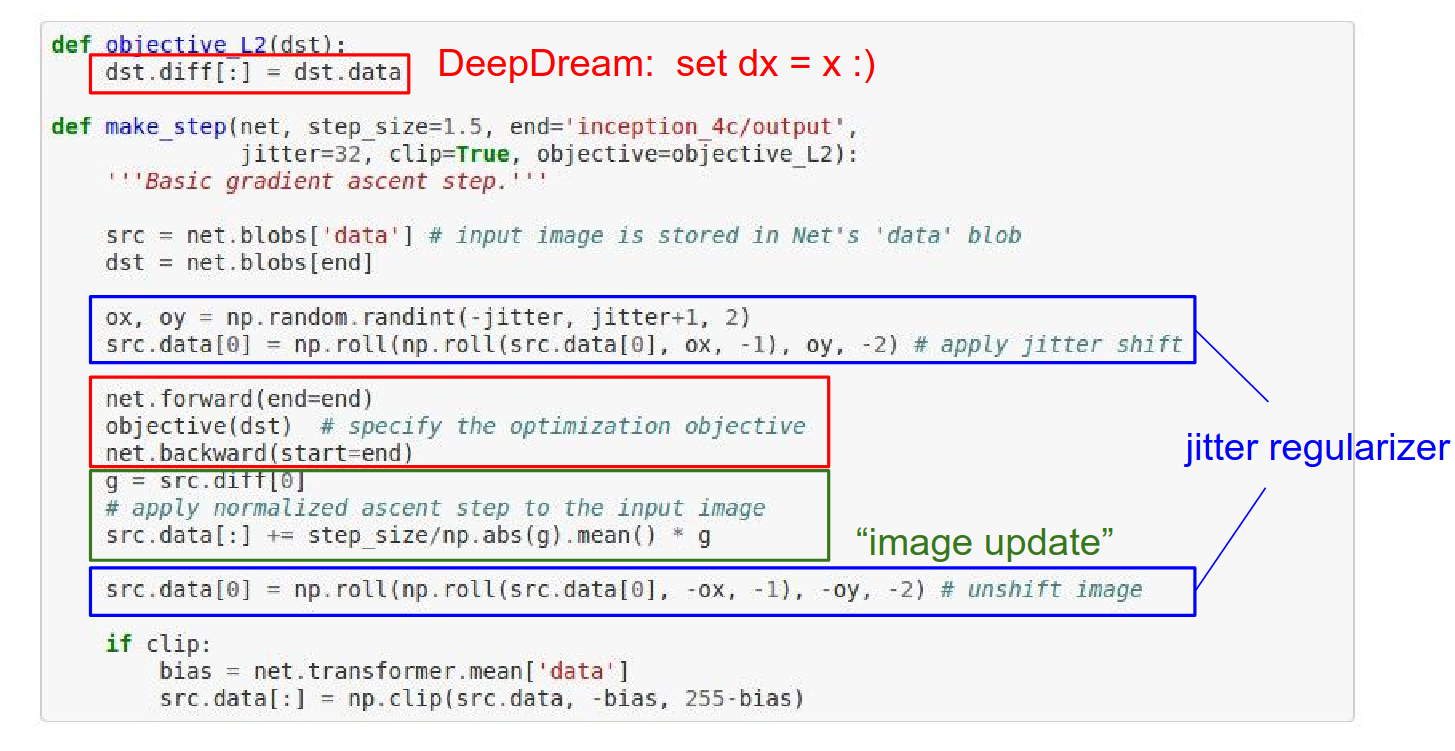 def objective_L2(dst):
    dst.diff[:] = dst.data
DeepDream: set dx = x :)
def make_step(net, step_size=1.5, end='inception_4c/output',
              jitter=32, clip=True, objective=objective_L2):
    '''Basic gradient ascent step.'''
    src = net.blobs['data'] # input image is stored in Net's 'data' blob
    dst = net.blobs[end]
    ox, oy = np.random.randint(-jitter, jitter+1, 2)
    src.data[0] = np.roll(np.roll(src.data[0], ox, -1), oy, -2) # apply jitter shift
    net.forward(end=end)
    objective(dst)  # specify the optimization objective
    net.backward(start=end)
jitter regularizer
    g = src.diff[0]
    # apply normalized ascent step to the input image
    src.data[:] += step_size/np.abs(g).mean() * g
“image update”
    src.data[0] = np.roll(np.roll(src.data[0], -ox, -1), -oy, -2) # unshift image
    if clip:
        bias = net.transformer.mean['data']
        src.data[:] = np.clip(src.data, -bias, 255-bias)